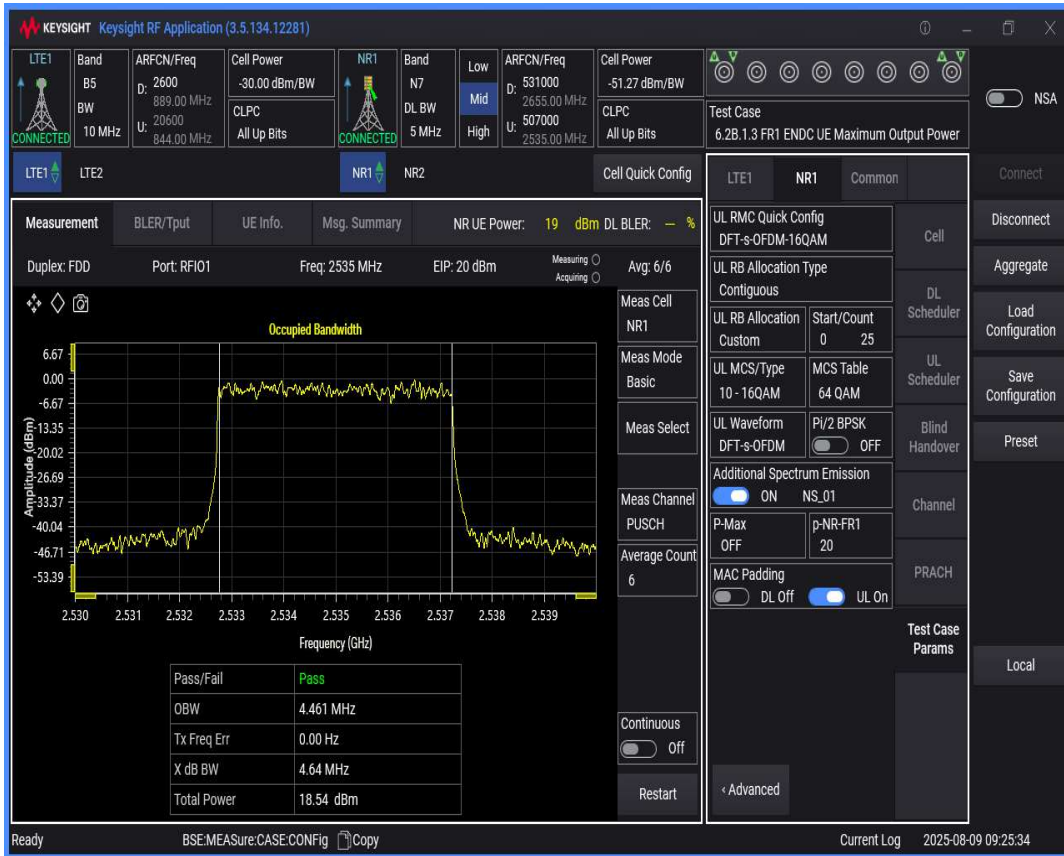 KEYSIGHT Keysight RF Application (3.5.134.12281)
LTE1
CONNECTED
Band
B5
BW
10 MHz
ARFCN/Freq
D: 2600
889.00 MHz
U: 20600
844.00 MHz
Cell Power
-30.00 dBm/BW
CLPC
All Up Bits
NR1
CONNECTED
Band
N7
DL BW
5 MHz
Low
Mid
High
ARFCN/Freq
D: 531000
2655.00 MHz
U: 507000
2535.00 MHz
Cell Power
-51.27 dBm/BW
CLPC
All Up Bits
Test Case
6.2B.1.3 FR1 ENDC UE Maximum Output Power
NSA
LTE1 LTE2
NR1 NR2
Cell Quick Config
Measurement BLER/Tput UE Info. Msg. Summary NR UE Power: 19 dBm DL BLER: — %
Duplex: FDD Port: RFIO1 Freq: 2535 MHz EIP: 20 dBm Measuring Acquiring Avg: 6/6
Occupied Bandwidth
Amplitude (dBm)
6.67
0.00
-6.67
-13.35
-20.02
-26.69
-33.37
-40.04
-46.71
-53.39
2.530 2.531 2.532 2.533 2.534 2.535 2.536 2.537 2.538 2.539
Frequency (GHz)
Pass/Fail Pass
OBW 4.461 MHz
Tx Freq Err 0.00 Hz
X dB BW 4.64 MHz
Total Power 18.54 dBm
Meas Cell
NR1
Meas Mode
Basic
Meas Select
Meas Channel
PUSCH
Average Count
6
Continuous
Off
Restart
LTE1 NR1 Common
UL RMC Quick Config
DFT-s-OFDM-16QAM
UL RB Allocation Type
Contiguous
UL RB Allocation
Custom
Start/Count
0 25
UL MCS/Type
10 - 16QAM
MCS Table
64 QAM
UL Waveform
DFT-s-OFDM
Pi/2 BPSK
OFF
Additional Spectrum Emission
ON NS_01
P-Max
OFF
p-NR-FR1
20
MAC Padding
DL Off UL On
‹ Advanced
Cell
DL
Scheduler
UL
Scheduler
Blind
Handover
Channel
PRACH
Test Case
Params
Connect
Disconnect
Aggregate
Load
Configuration
Save
Configuration
Preset
Local
Ready BSE:MEASure:CASE:CONFig Copy Current Log 2025-08-09 09:25:34